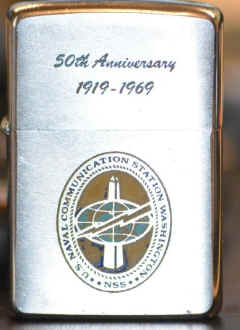 50th Anniversary
1919-1969
U.S. NAVAL COMMUNICATION STATION WASHINGTON
NSS